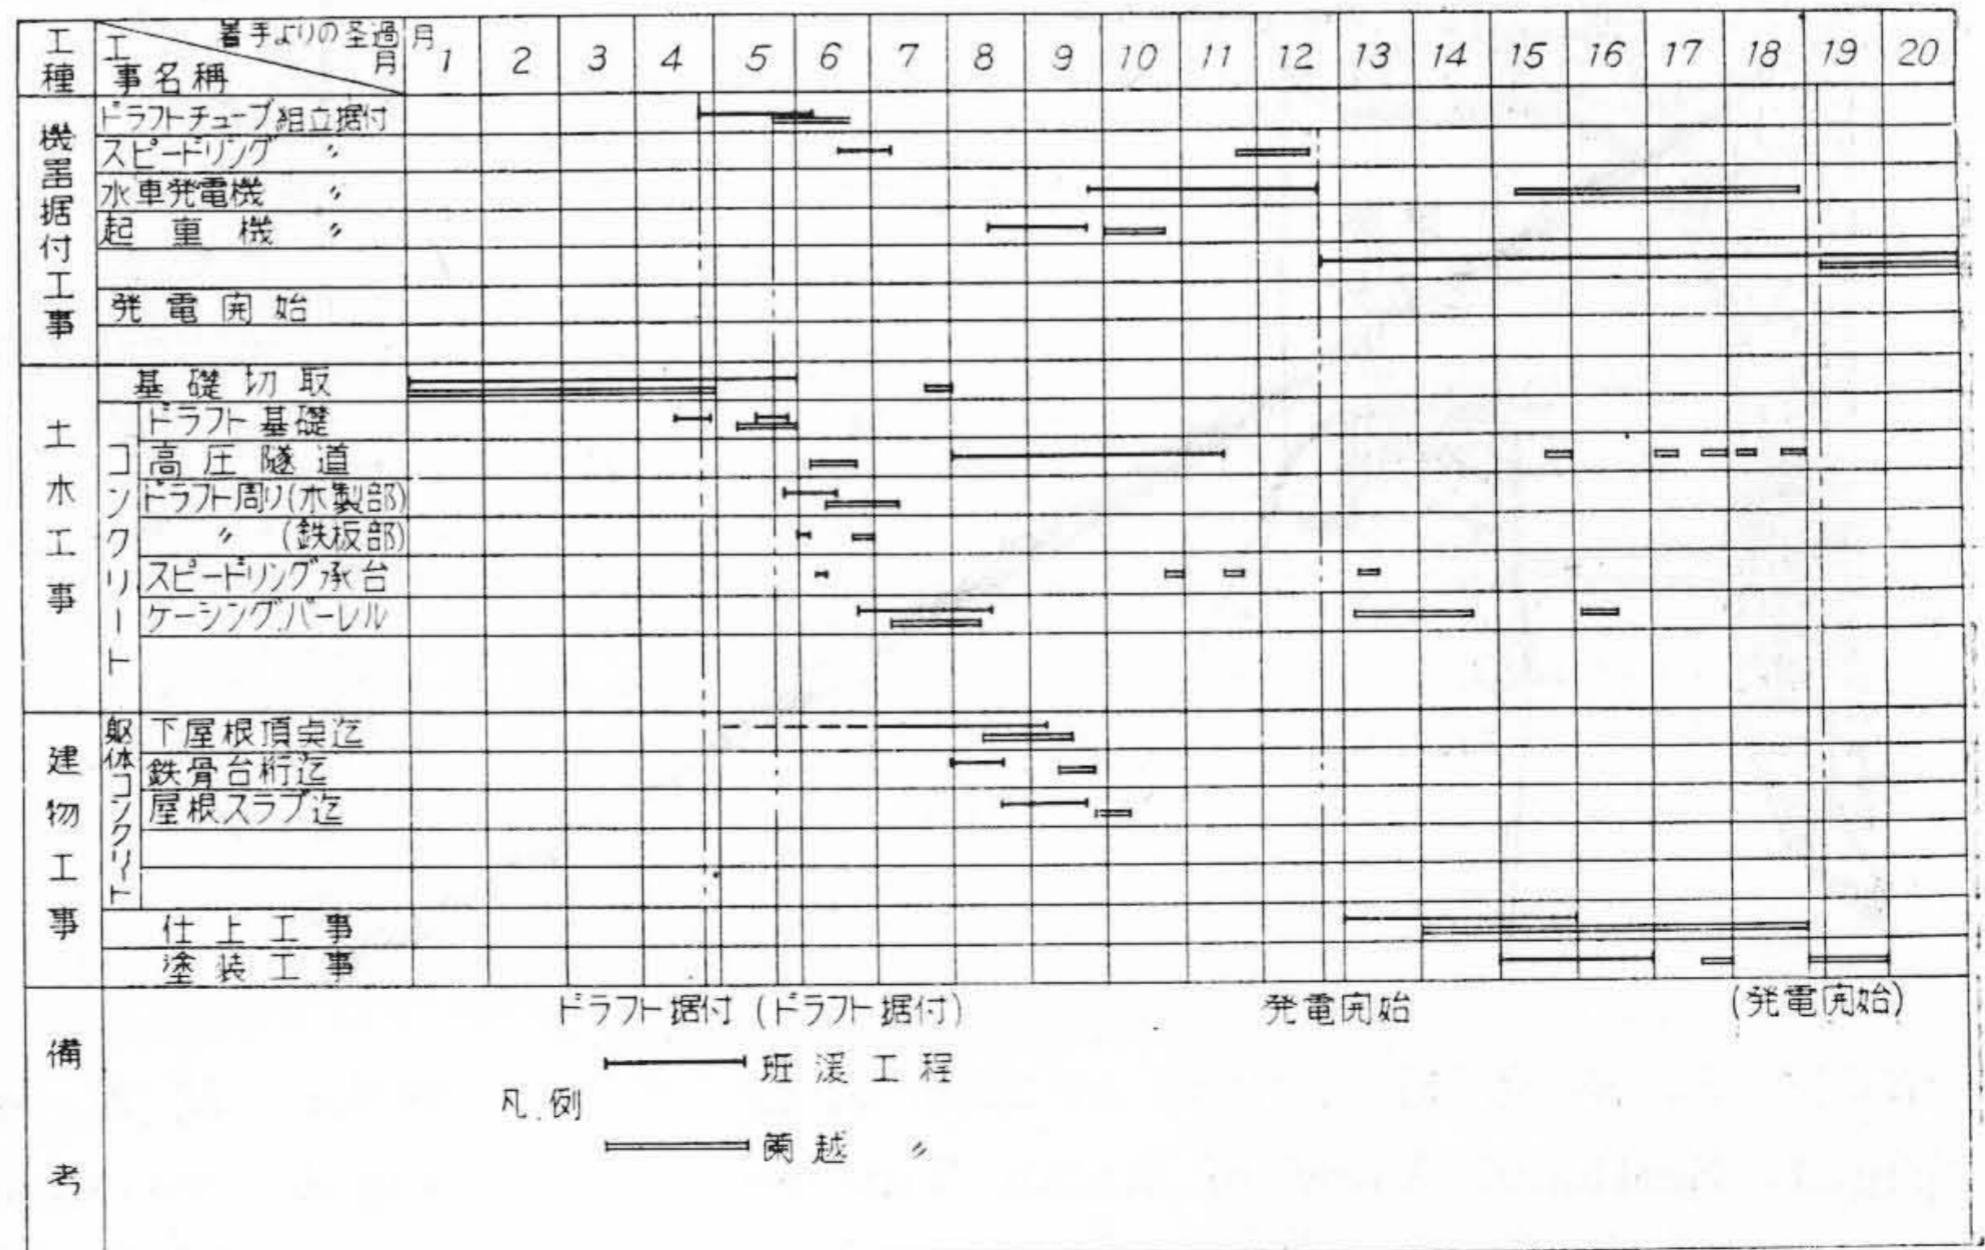 工種 工事名稱 着手よりの圣過月 月 1 2 3 4 5 6 7 8 9 10 11 12 13 14 15 16 17 18 19 20
機器据付工事
ドラフトチューブ組立据付
スピードリング 〃
水車発電機 〃
起重機 〃
発電開始
土木工事
基礎切取
コンクリート
ドラフト基礎
高圧隧道
ドラフト周り(木製部)
〃 (鉄板部)
スピードリング承台
ケーシング.バーレル
建物工事
躯体コンクリート
下屋根頂点迄
鉄骨台桁迄
屋根スラブ迄
仕上工事
塗装工事
備考
ドラフト据付 (ドラフト据付) 発電開始 (発電開始)
凡.例
工程
越 〃